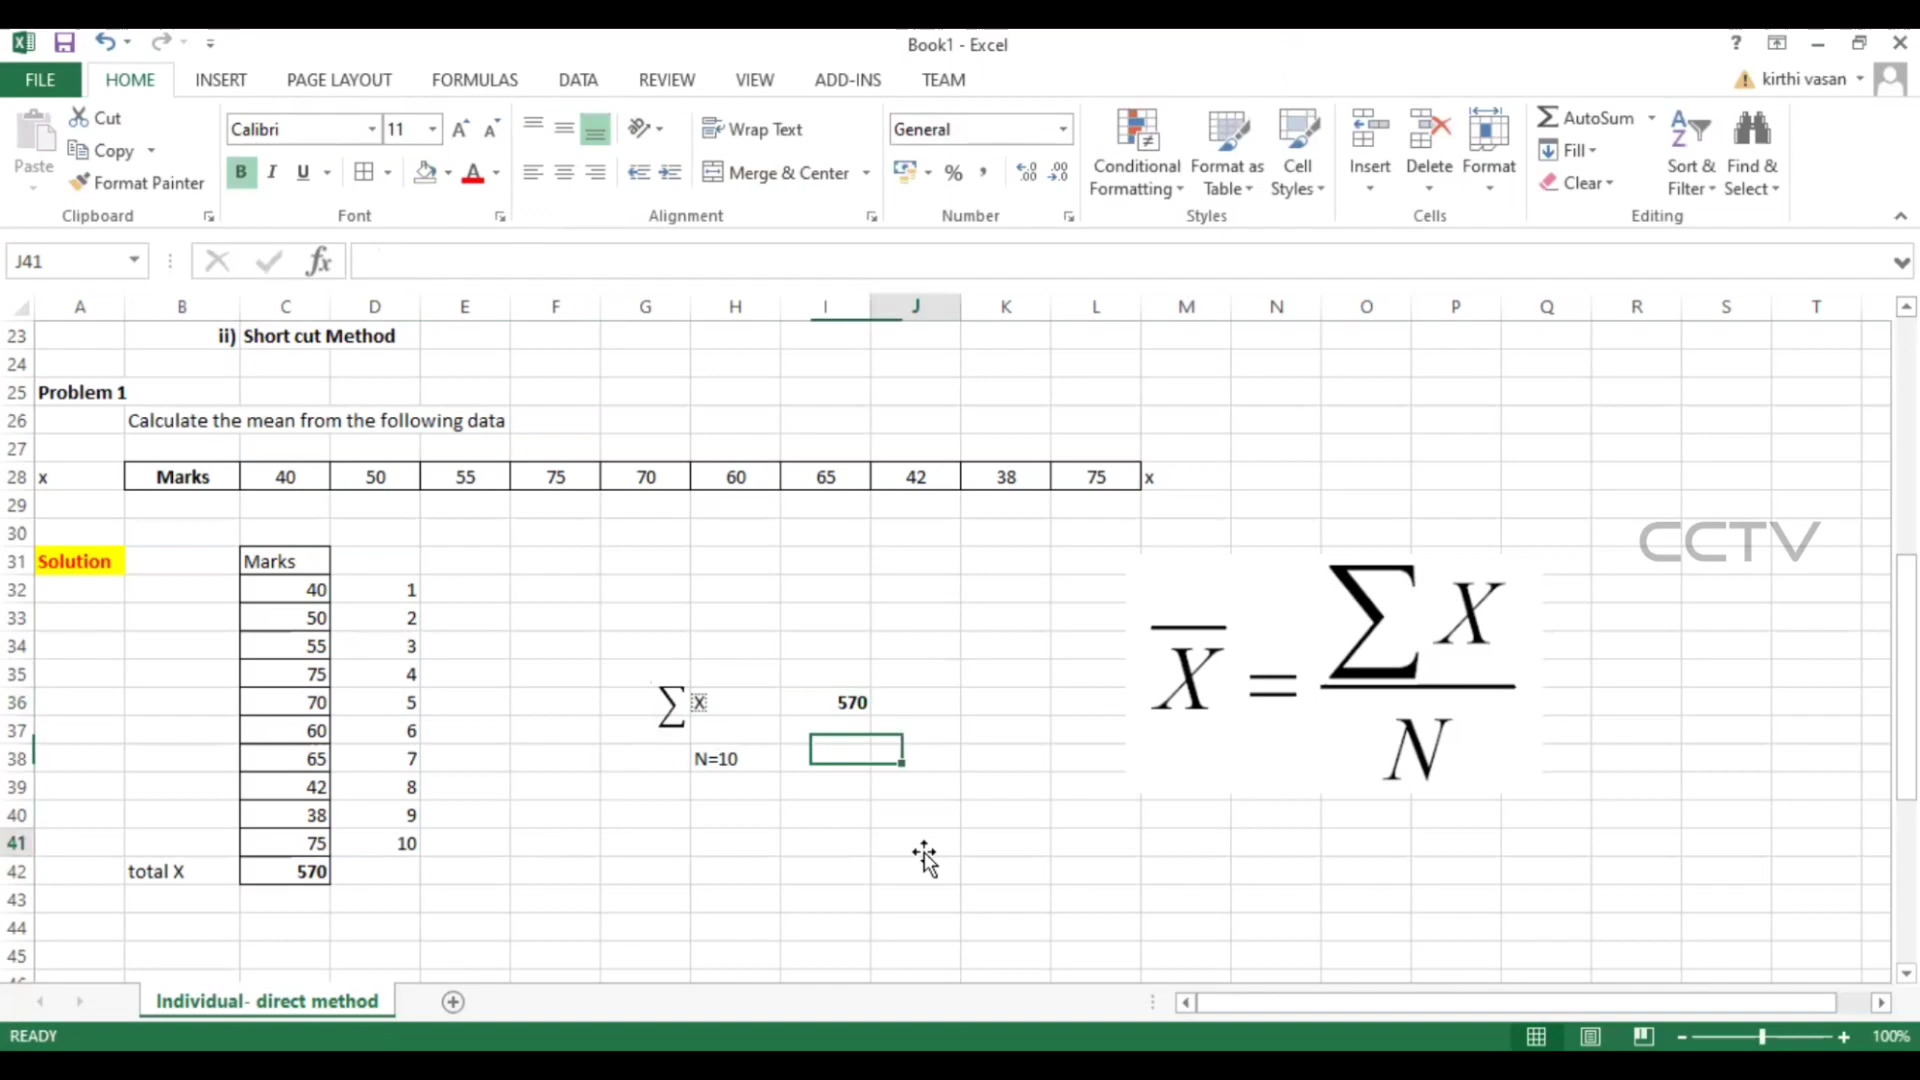 Book1 - Excel
FILE HOME INSERT PAGE LAYOUT FORMULAS DATA REVIEW VIEW ADD-INS TEAM kirthi vasan
Paste Cut Copy Format Painter Clipboard
Calibri 11 B I U A Font
Wrap Text Merge & Center Alignment
General % , Number
Conditional Formatting Format as Table Cell Styles Styles
Insert Delete Format Cells
AutoSum Fill Clear Sort & Filter Find & Select Editing
J41 fx
A B C D E F G H I J K L M N O P Q R S T
23 ii) Short cut Method
24
25 Problem 1
26 Calculate the mean from the following data
27
28 x Marks 40 50 55 75 70 60 65 42 38 75 x
29
30
31 Solution Marks
32 40 1
33 50 2
34 55 3
35 75 4
36 70 5 ∑ X 570
37 60 6
38 65 7 N=10
39 42 8
40 38 9
41 75 10
42 total X 570
43
44
45
CCTV
X̄ = ∑X / N
Individual- direct method
READY 100%